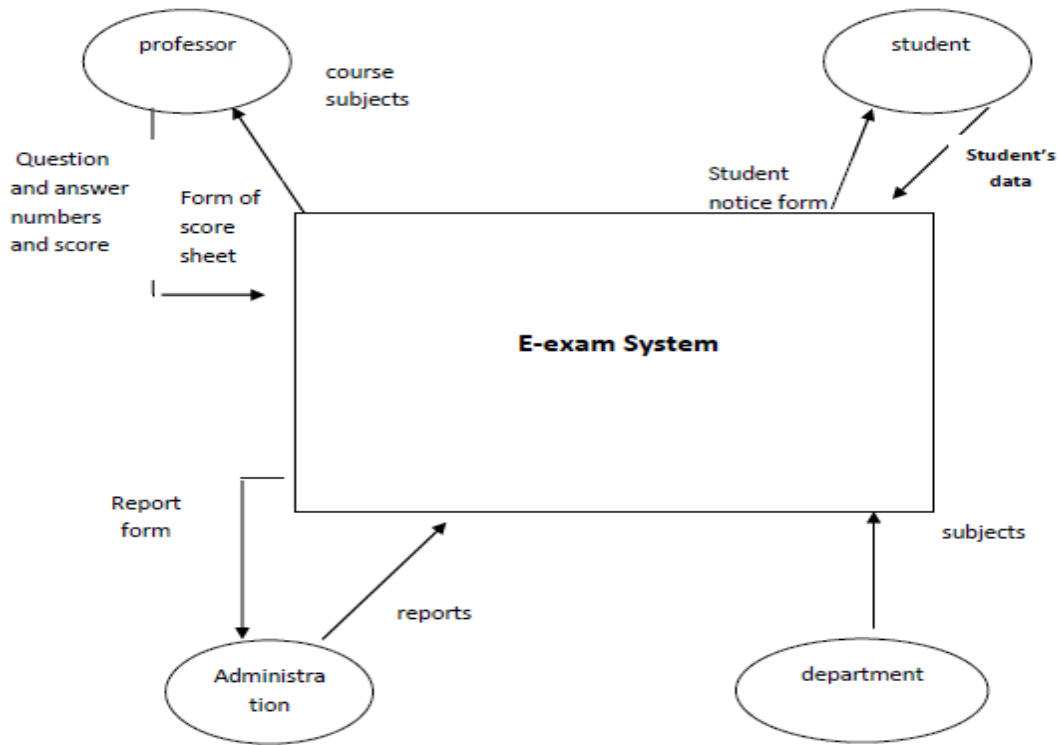 professor
student
course
subjects
Question
and answer
numbers
and score
Form of
score
sheet
Student
notice form
Student's
data
E-exam System
Report
form
reports
subjects
Administra
tion
department